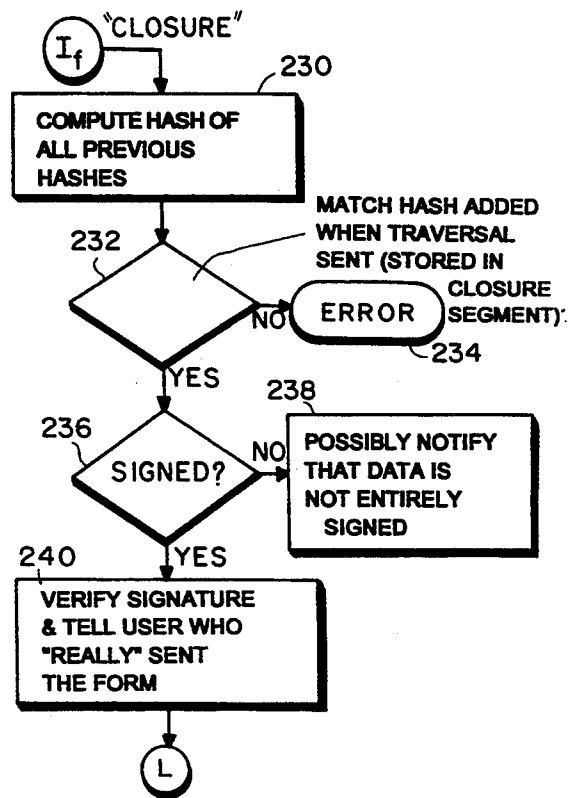 "CLOSURE"
If
230
COMPUTE HASH OF
ALL PREVIOUS
HASHES
MATCH HASH ADDED
WHEN TRAVERSAL
SENT (STORED IN
CLOSURE
SEGMENT)
232
NO
ERROR
234
YES
236
SIGNED?
NO
238
POSSIBLY NOTIFY
THAT DATA IS
NOT ENTIRELY
SIGNED
YES
240
VERIFY SIGNATURE
& TELL USER WHO
"REALLY" SENT
THE FORM
L